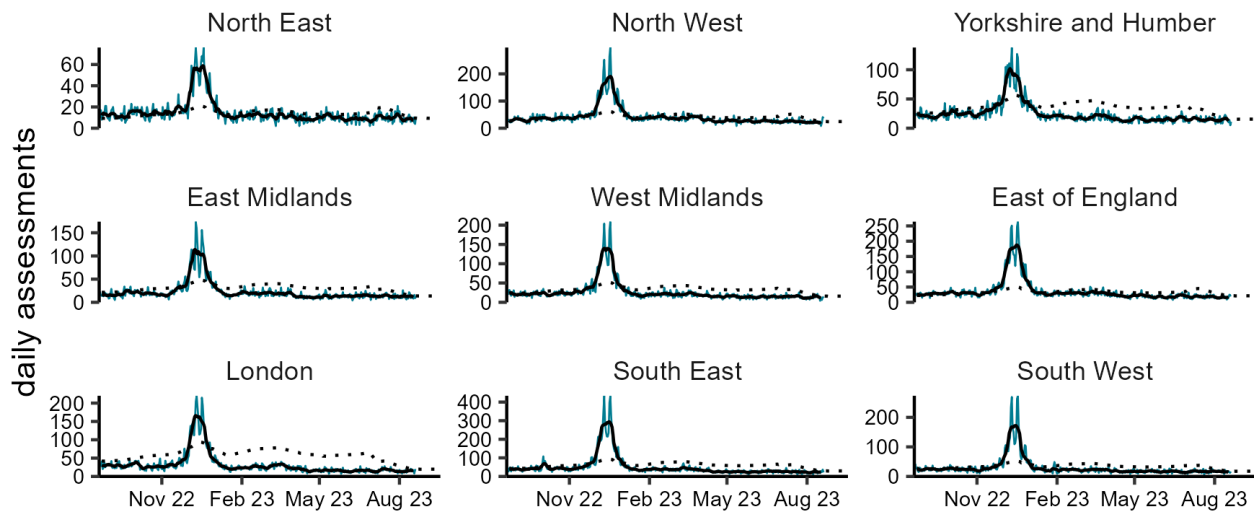 daily assessments
North East
60
40
20
0
North West
200
100
0
Yorkshire and Humber
100
50
0
East Midlands
150
100
50
0
West Midlands
200
150
100
50
0
East of England
250
200
150
100
50
0
London
200
150
100
50
0
Nov 22 Feb 23 May 23 Aug 23
South East
400
300
200
100
0
Nov 22 Feb 23 May 23 Aug 23
South West
200
100
0
Nov 22 Feb 23 May 23 Aug 23